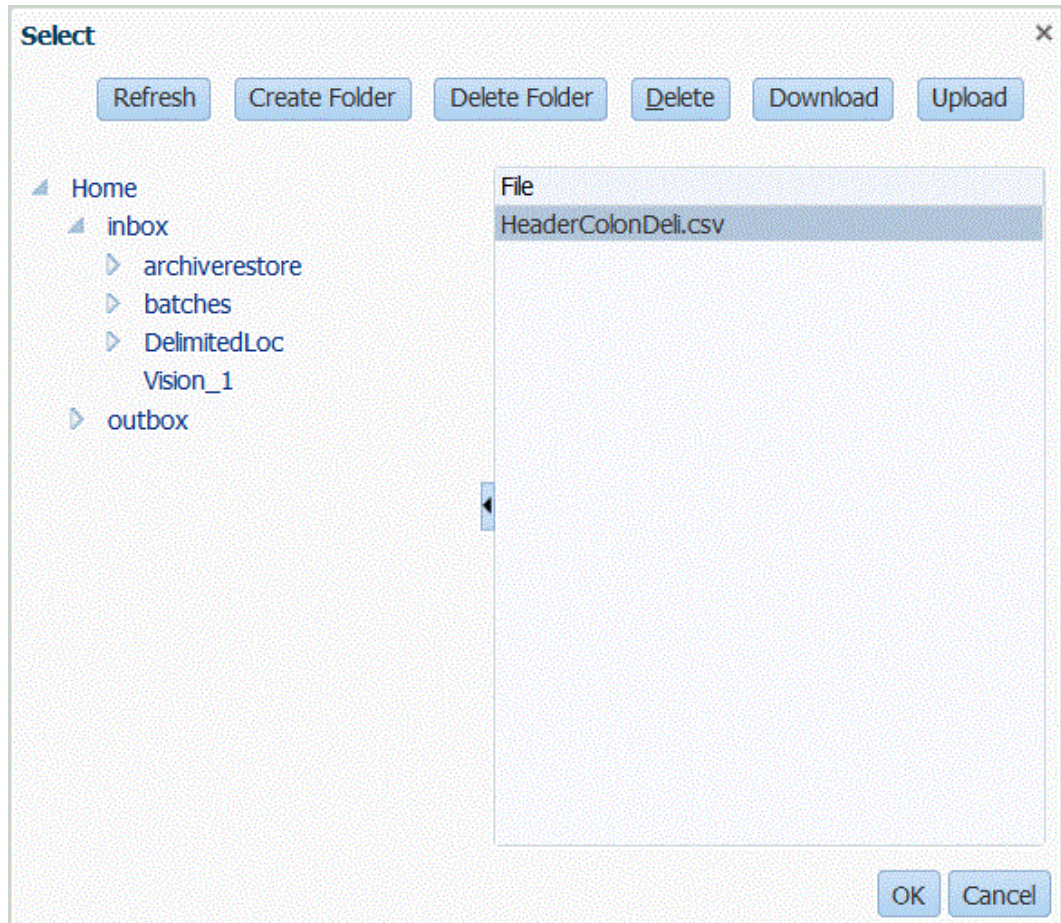 Select
Refresh Create Folder Delete Folder Delete Download Upload
Home
inbox
archiverestore
batches
DelimitedLoc
Vision_1
outbox
File
HeaderColonDeli.csv
OK Cancel